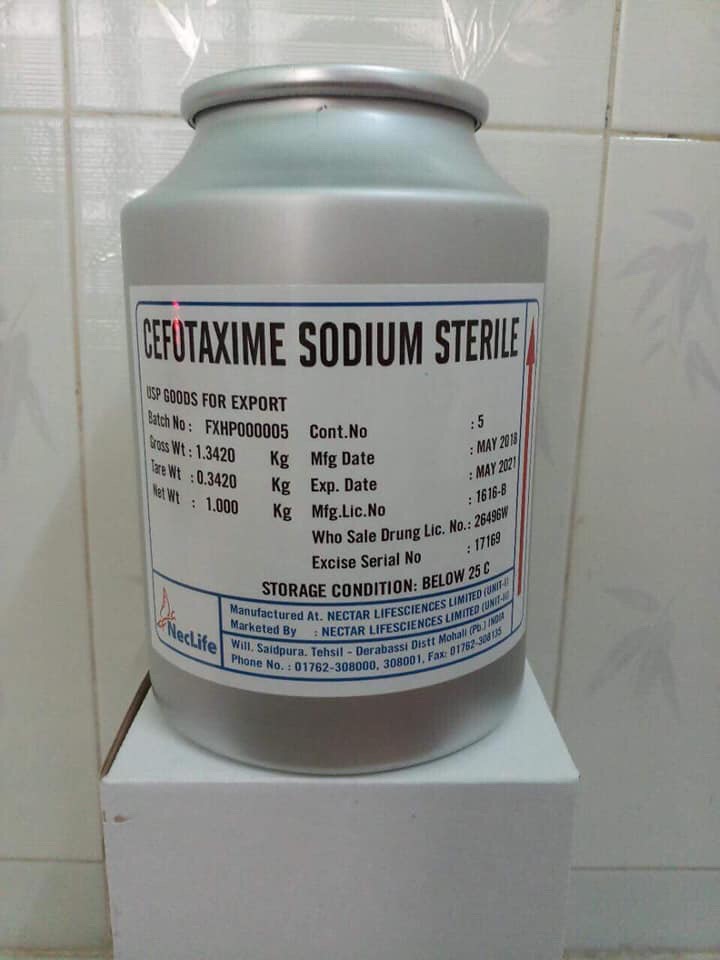 CEFOTAXIME SODIUM STERILE
USP GOODS FOR EXPORT
Batch No : FXHP000005
Gross Wt : 1.3420 Kg
Tare Wt : 0.3420 Kg
Net Wt : 1.000 Kg
Cont.No : 5
Mfg Date : MAY 2018
Exp. Date : MAY 2021
Mfg.Lic.No : 1616-B
Who Sale Drung Lic. No.: 26496W
Excise Serial No : 17169
STORAGE CONDITION: BELOW 25 C
NecLife
Manufactured At. NECTAR LIFESCIENCES LIMITED (UNIT-I)
Marketed By : NECTAR LIFESCIENCES LIMITED
Will. Saidpura. Tehsil - Derabassi Distt Mohali (Pb.) INDIA
Phone No. : 01762-308000, 308001, Fax: 01762-308135